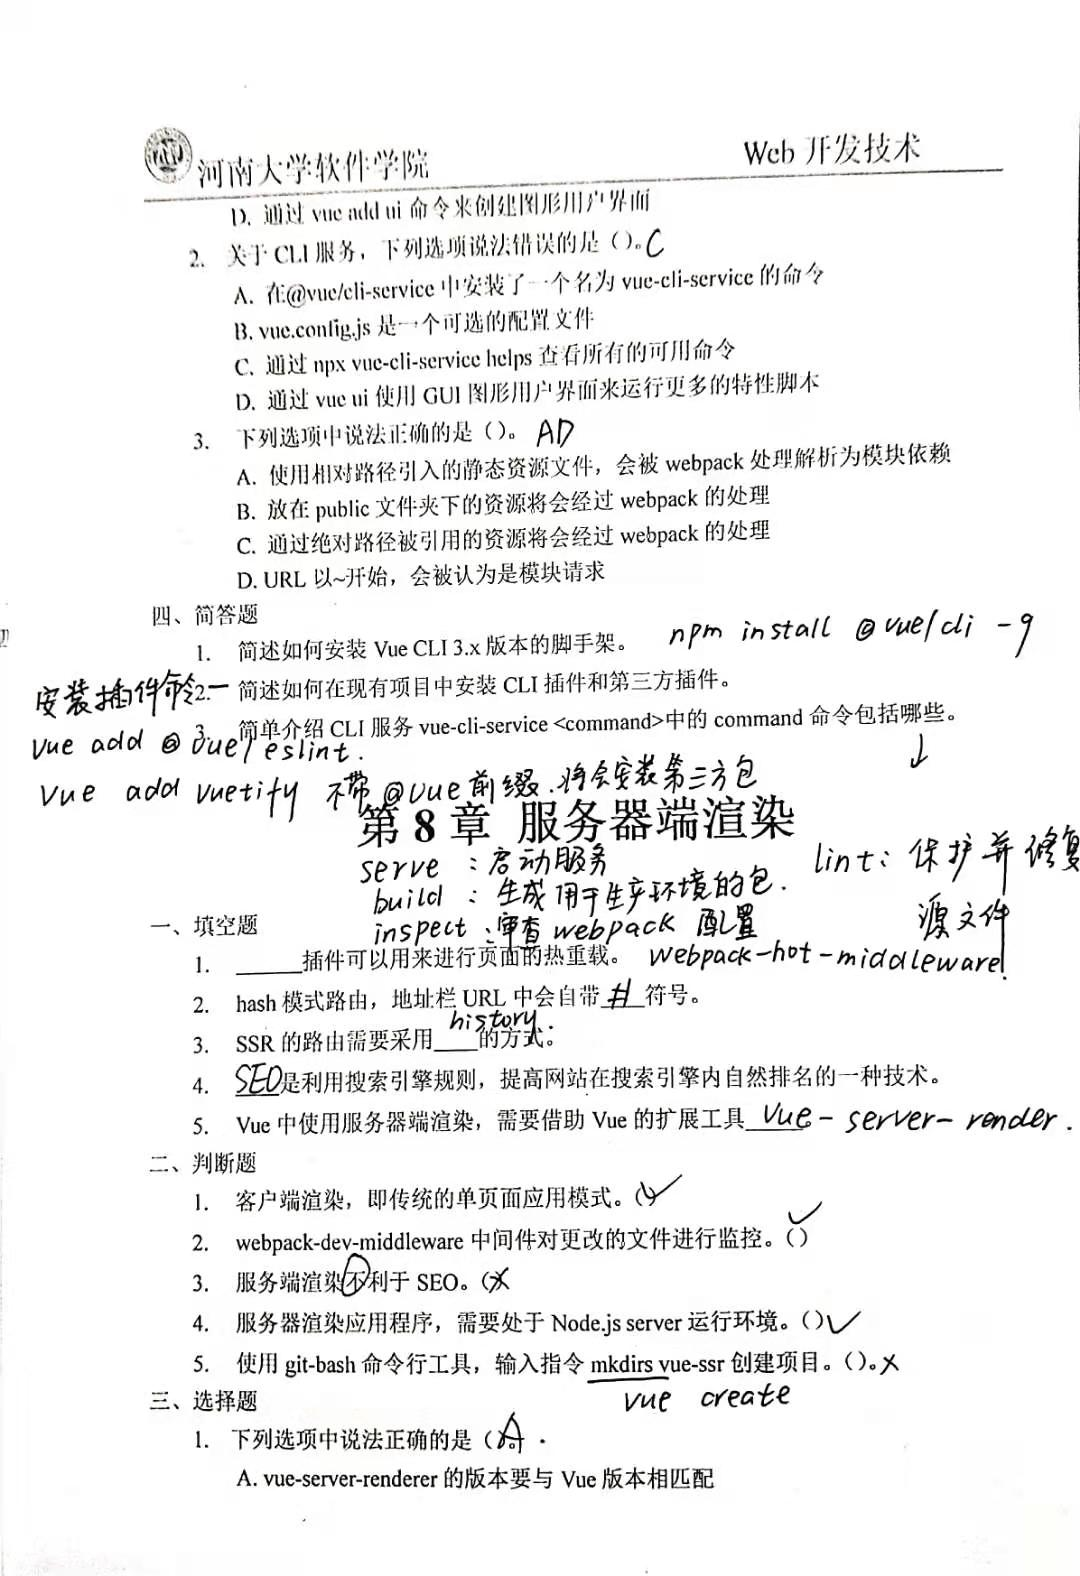 河南大学软件学院 Web 开发技术
D. 通过 vue add ui 命令来创建图形用户界面
2. 关于 CLI 服务，下列选项说法错误的是（）。C
A. 在@vue/cli-service 中安装了一个名为 vue-cli-service 的命令
B. vue.config.js 是一个可选的配置文件
C. 通过 npx vue-cli-service helps 查看所有的可用命令
D. 通过 vue ui 使用 GUI 图形用户界面来运行更多的特性脚本
3. 下列选项中说法正确的是（）。AD
A. 使用相对路径引入的静态资源文件，会被 webpack 处理解析为模块依赖
B. 放在 public 文件夹下的资源将会经过 webpack 的处理
C. 通过绝对路径被引用的资源将会经过 webpack 的处理
D. URL 以~开始，会被认为是模块请求
四、简答题
1. 简述如何安装 Vue CLI 3.x 版本的脚手架。 npm install @vue/cli -g
安装插件命令 2. 简述如何在现有项目中安装 CLI 插件和第三方插件。
3. 简单介绍 CLI 服务 vue-cli-service <command>中的 command 命令包括哪些。
vue add @vue/eslint.
vue add vuetify 不带@vue前缀.将会安装第三方包
第 8 章 服务器端渲染
serve：启动服务 lint：保护并修复
build：生成用于生产环境的包. 源文件
一、填空题 inspect：审查webpack 配置
1. ______插件可以用来进行页面的热重载。 webpack-hot-middleware.
2. hash 模式路由，地址栏 URL 中会自带 # 符号。
history.
3. SSR 的路由需要采用____的方式。
4. SEO是利用搜索引擎规则，提高网站在搜索引擎内自然排名的一种技术。
5. Vue 中使用服务器端渲染，需要借助 Vue 的扩展工具 Vue-server-render.
二、判断题
1. 客户端渲染，即传统的单页面应用模式。（）✓
2. webpack-dev-middleware 中间件对更改的文件进行监控。（）✓
3. 服务端渲染不利于 SEO。（）×
4. 服务器渲染应用程序，需要处于 Node.js server 运行环境。（）✓
5. 使用 git-bash 命令行工具，输入指令 mkdirs vue-ssr 创建项目。（）。×
vue create
三、选择题
1. 下列选项中说法正确的是（）。A
A. vue-server-renderer 的版本要与 Vue 版本相匹配